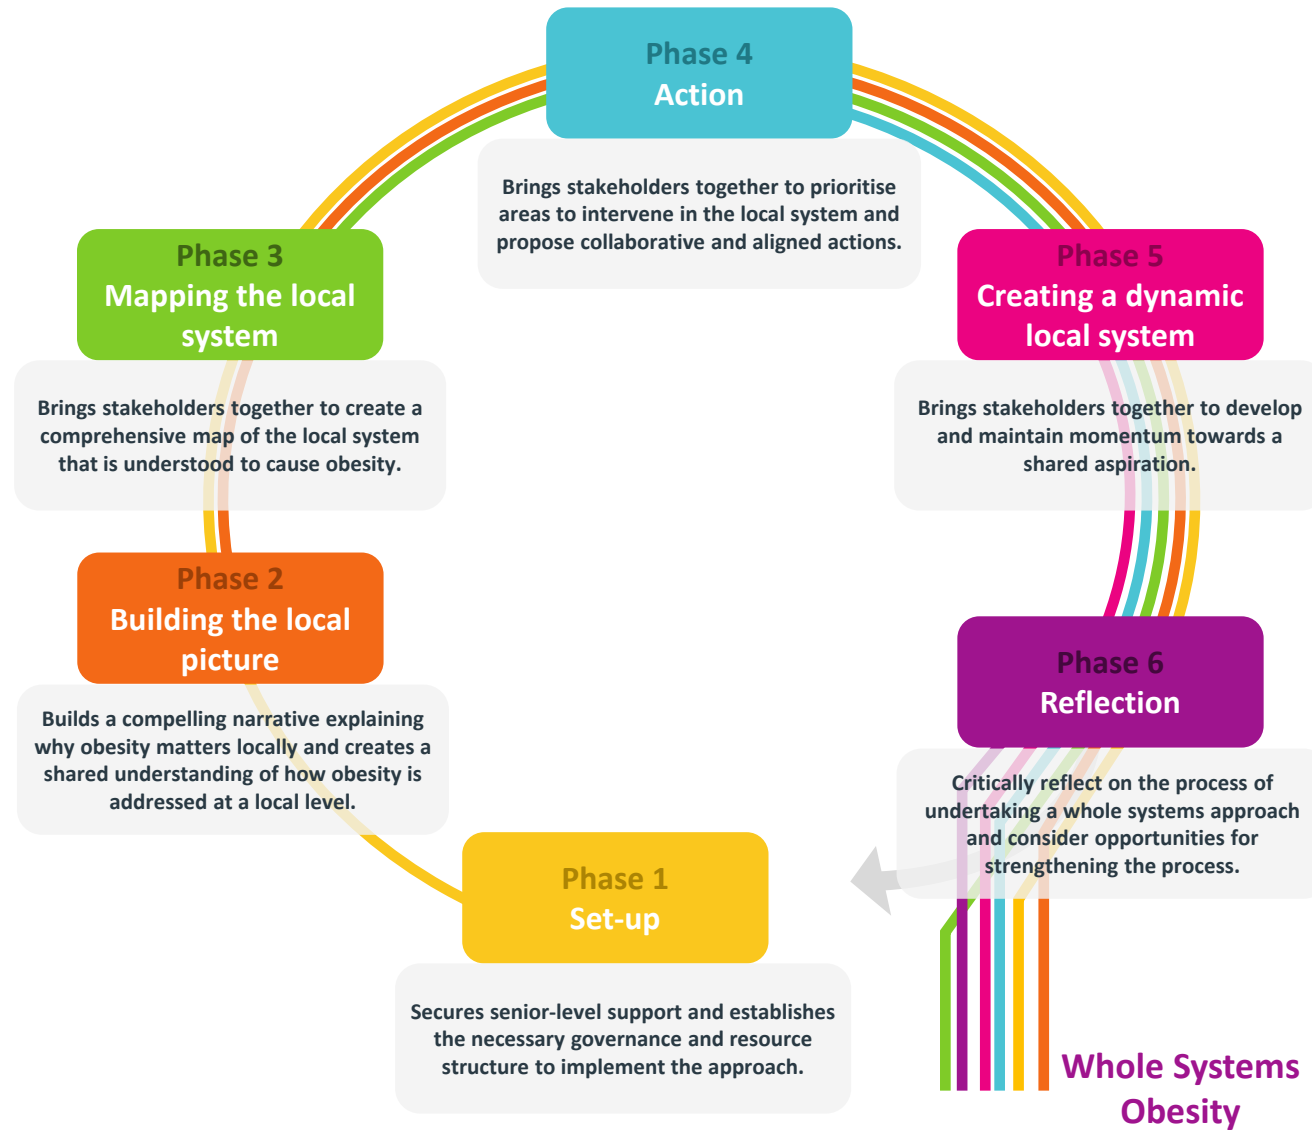 Phase 4
Action
Brings stakeholders together to prioritise
areas to intervene in the local system and
propose collaborative and aligned actions.
Phase 3
Mapping the local
system
Brings stakeholders together to create a
comprehensive map of the local system
that is understood to cause obesity.
Phase 5
Creating a dynamic
local system
Brings stakeholders together to develop
and maintain momentum towards a
shared aspiration.
Phase 2
Building the local
picture
Builds a compelling narrative explaining
why obesity matters locally and creates a
shared understanding of how obesity is
addressed at a local level.
Phase 6
Reflection
Critically reflect on the process of
undertaking a whole systems approach
and consider opportunities for
strengthening the process.
Phase 1
Set-up
Secures senior-level support and establishes
the necessary governance and resource
structure to implement the approach.
Whole Systems
Obesity